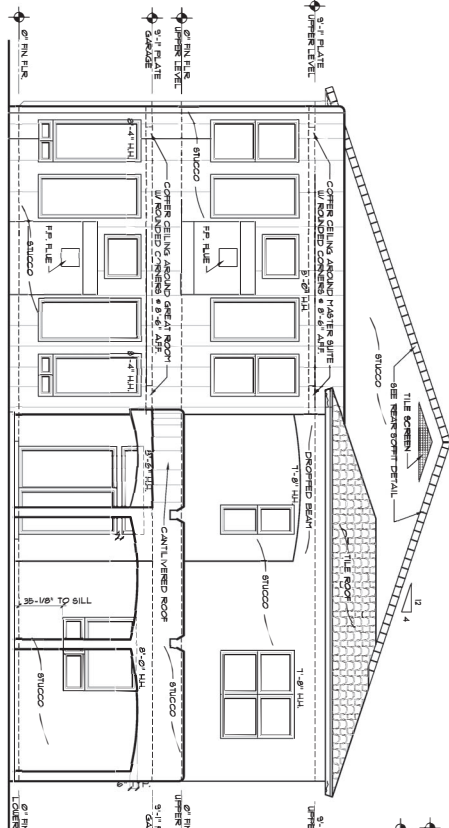 9'-1" PLATE
UPPER LEVEL
0" FIN. FLR.
UPPER LEVEL
9'-1" PLATE
GARAGE
0" FIN. FLR.
TILE SCREEN
SEE REAR SOFFIT DETAIL
STUCCO
12
4
COFFER CEILING AROUND MASTER SUITE
W/ ROUNDED CORNERS @ 8'-6" A.F.F.
8'-0" H.H.
TILE ROOF
DROPPED BEAM
7'-8" H.H.
7'-8" H.H.
STUCCO
F.P. FLUE
STUCCO
COFFER CEILING AROUND GREAT ROOM
W/ ROUNDED CORNERS @ 8'-6" A.F.F.
CANTILEVERED ROOF
STUCCO
8'-4" H.H.
8'-4" H.H.
8'-0" H.H.
F.P. FLUE
STUCCO
35-1/8" TO SILL
STUCCO
UPPER
0" FIN
UPPER
9'-1" P
GA
0" FIN
LOWER